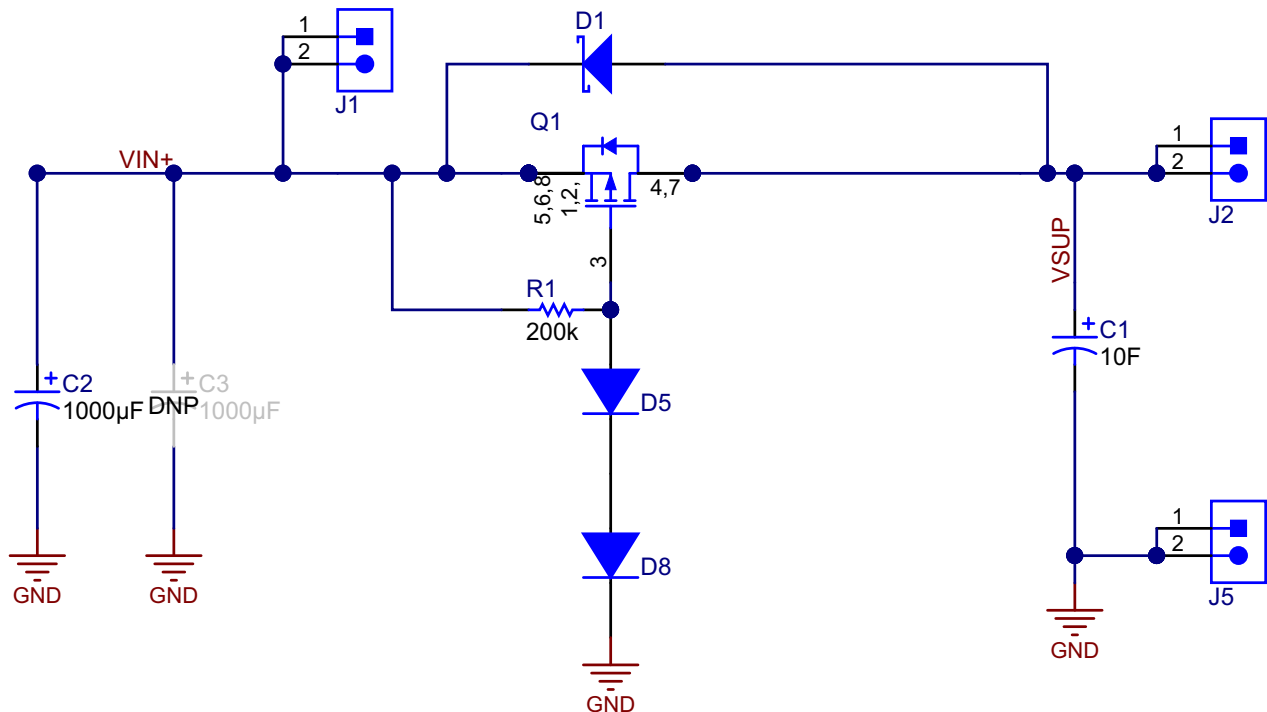 1
2
J1
D1
Q1
VIN+
5,6,8
1,2,
4,7
3
1
2
J2
VSUP
R1
200k
C1
10F
C2
1000µF
DNP
C3
1000µF
D5
D8
1
2
J5
GND
GND
GND
GND